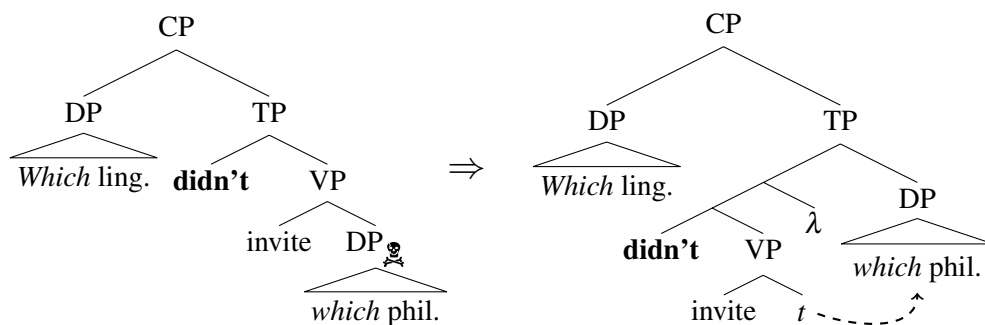 CP
DP TP
Which ling. didn't VP
invite DP
which phil.
⇒
CP
DP TP
Which ling.
DP
λ
didn't VP
which phil.
invite t